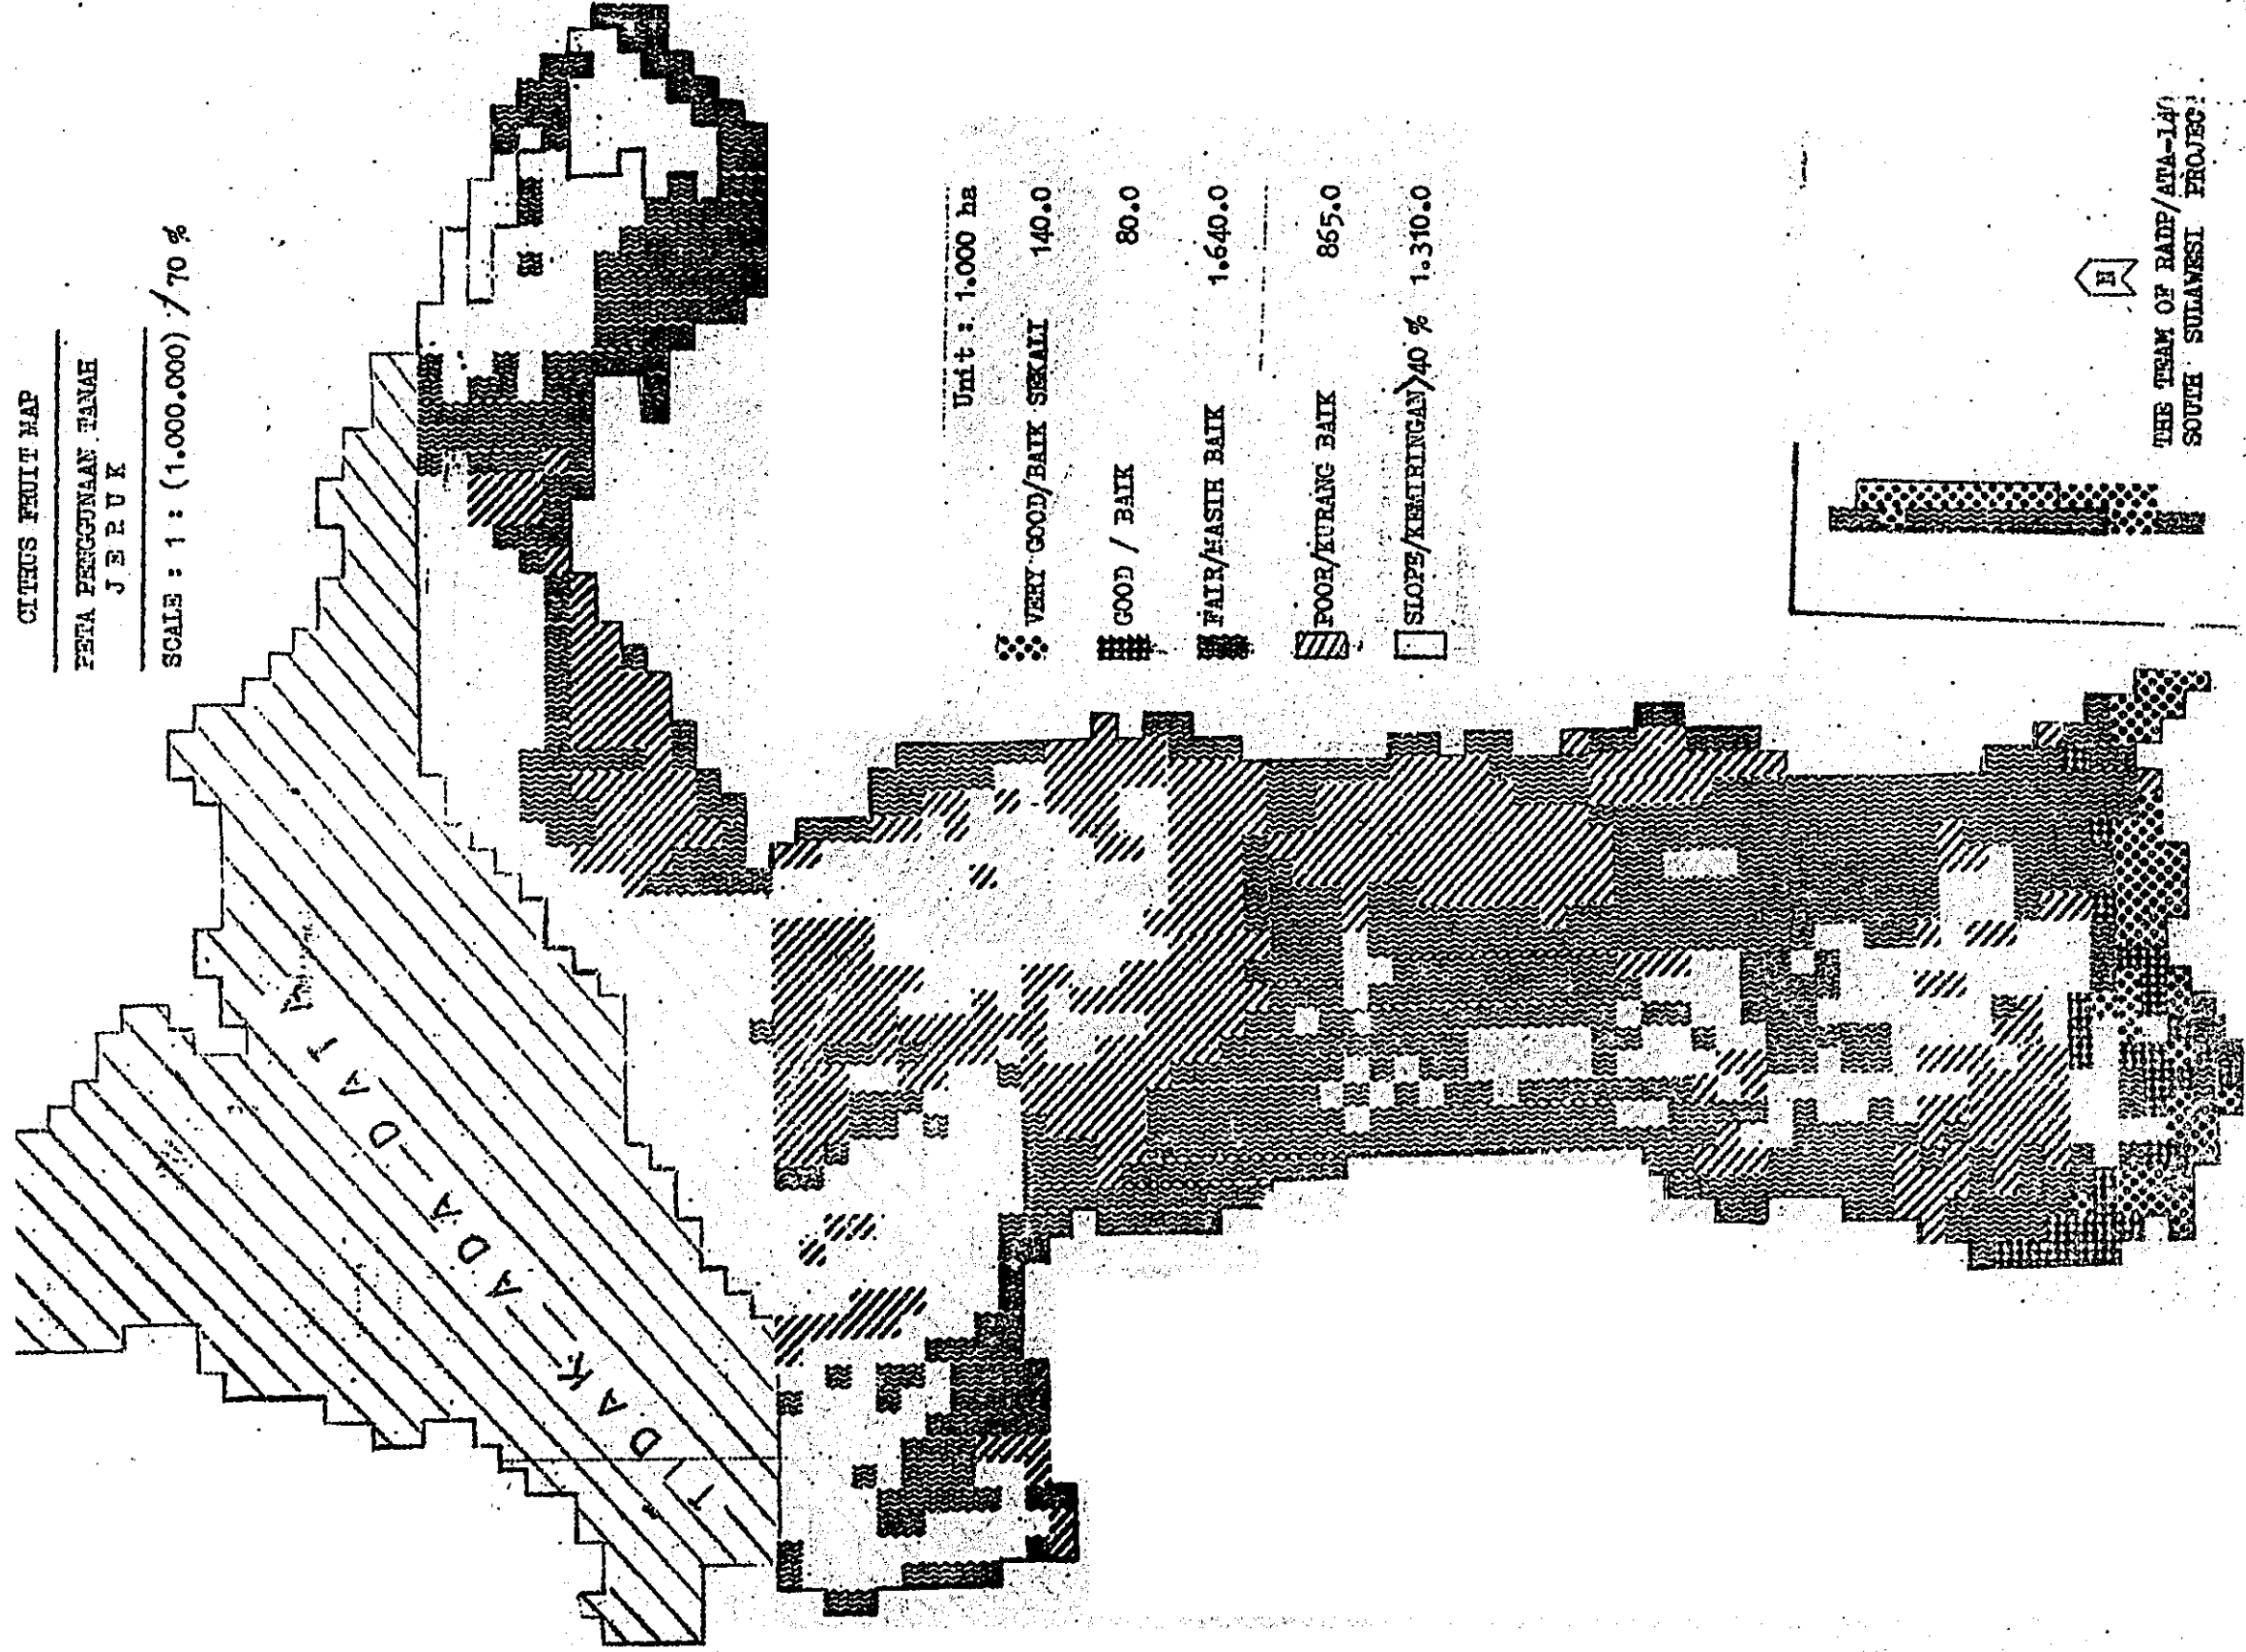 CITRUS FRUIT MAP
PETA PENGGUNAAN TANAH
JERUK
SCALE : 1 : (1.000.000) / 70 %
Unit : 1.000 ha
VERY GOOD/BAIK SEKALI 140.0
GOOD / BAIK 80.0
FAIR/MASIH BAIK 1.640.0
POOR/KURANG BAIK 865.0
SLOPE/KEMIRINGAN>40 % 1.310.0
TIDAK ADA DATA
N
THE TEAM OF RADP/ATA-140
SOUTH SULAWESI PROJECT